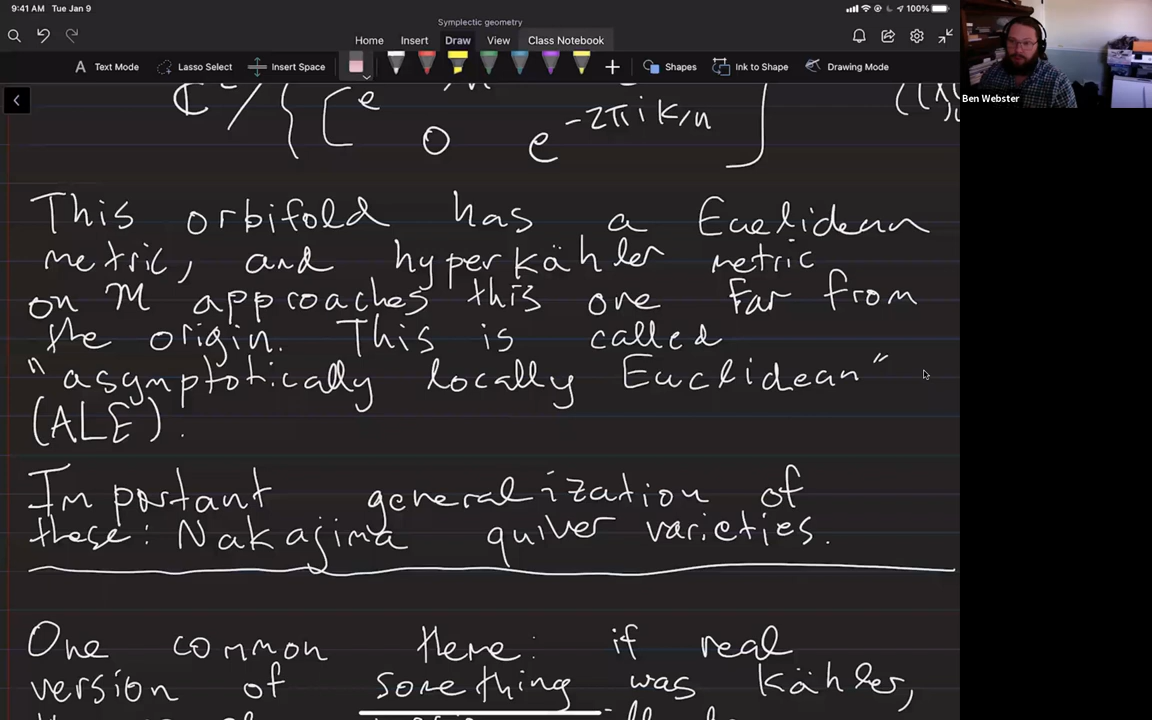 9:41 AM Tue Jan 9
100%
Symplectic geometry
Home Insert Draw View Class Notebook
Text Mode Lasso Select Insert Space Shapes Ink to Shape Drawing Mode
Ben Webster
0 e^-2πi k/n
This orbifold has a Euclidean
metric, and hyperkähler metric
on M approaches this one far from
the origin. This is called
"asymptotically locally Euclidean"
(ALE).
Important generalization of
these: Nakajima quiver varieties.
One common theme: if real
version of something was Kähler,